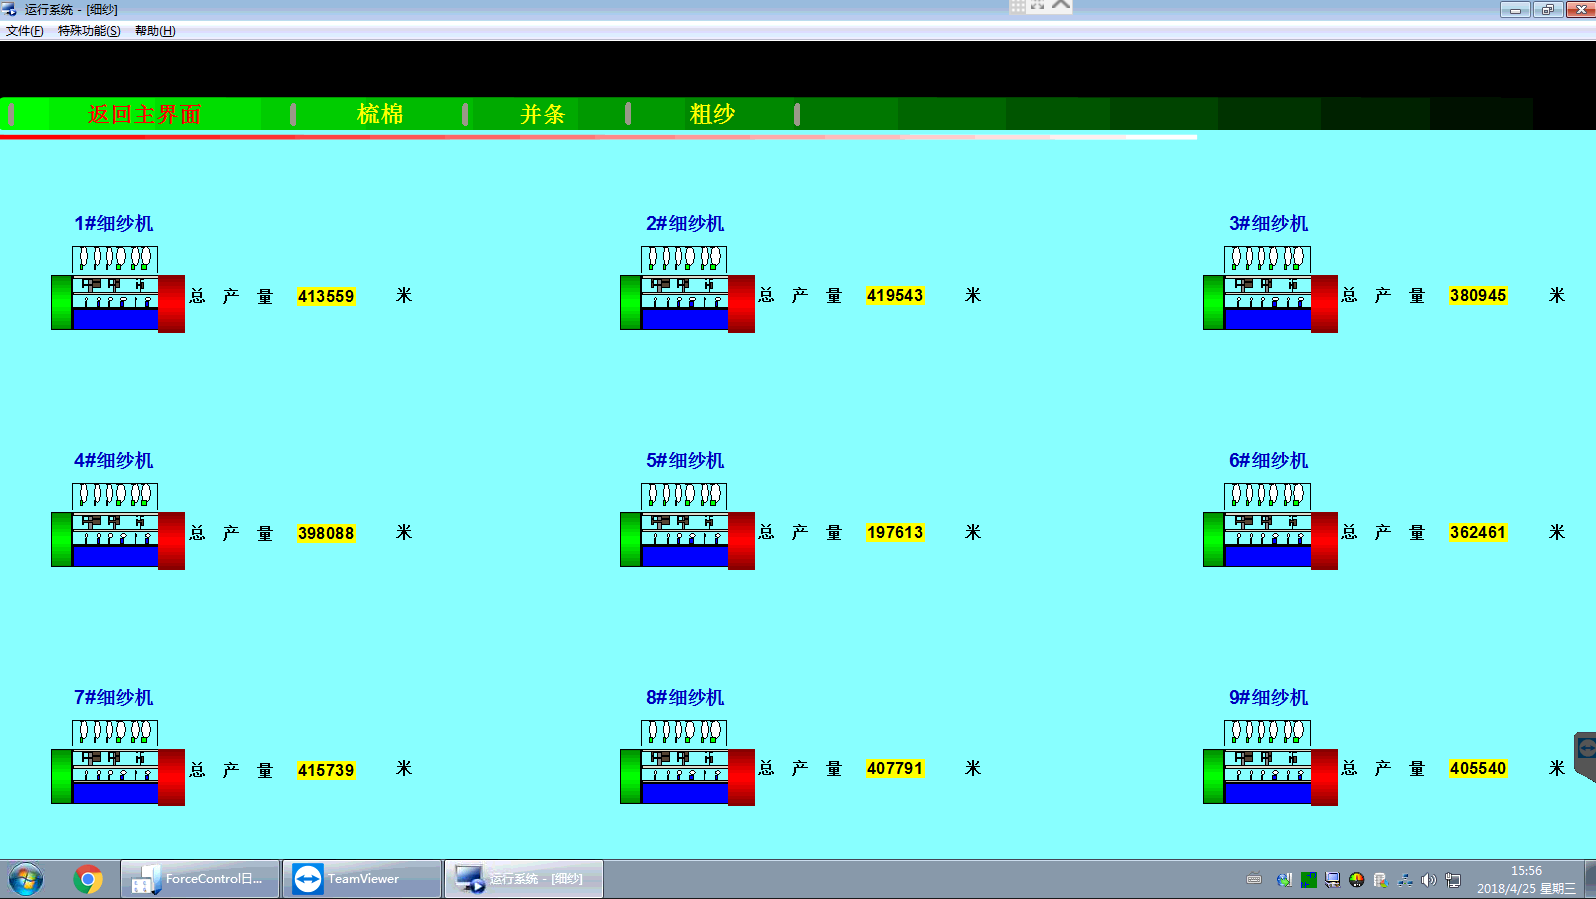 运行系统 - [细纱]
文件(F) 特殊功能(S) 帮助(H)
返回主界面 梳棉 并条 粗纱
1#细纱机 2#细纱机 3#细纱机
总 产 量 413559 米 总 产 量 419543 米 总 产 量 380945 米
4#细纱机 5#细纱机 6#细纱机
总 产 量 398088 米 总 产 量 197613 米 总 产 量 362461 米
7#细纱机 8#细纱机 9#细纱机
总 产 量 415739 米 总 产 量 407791 米 总 产 量 405540 米
ForceControl日... TeamViewer 运行系统 - [细纱] 15:56
2018/4/25 星期三